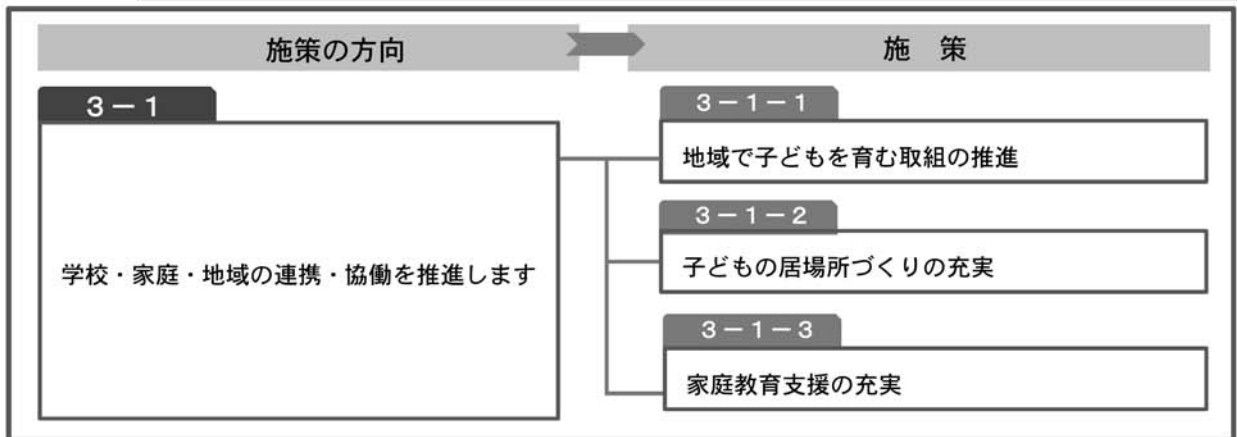 施策の方向
施　策
３－１
学校・家庭・地域の連携・協働を推進します
３－１－１
地域で子どもを育む取組の推進
３－１－２
子どもの居場所づくりの充実
３－１－３
家庭教育支援の充実